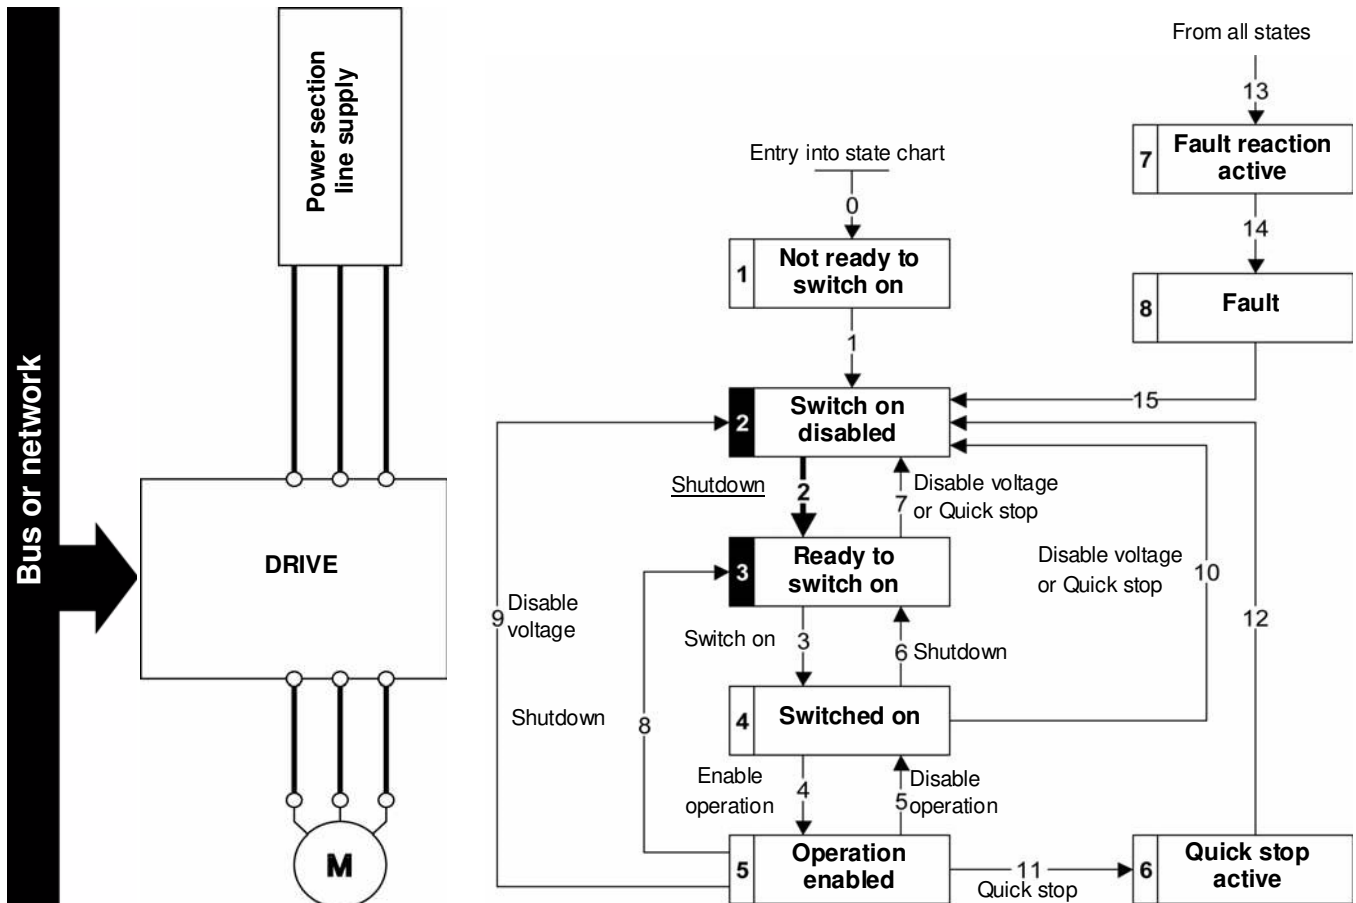 Bus or network
Power section
line supply
DRIVE
M
From all states
13
7
Fault reaction
active
14
8
Fault
15
Entry into state chart
0
1
Not ready to
switch on
1
2
Switch on
disabled
Shutdown
2
7
Disable voltage
or Quick stop
3
Ready to
switch on
Disable voltage
or Quick stop
10
9
Disable
voltage
12
Switch on
3
6
Shutdown
Shutdown
8
4
Switched on
Enable
operation
4
5
Disable
operation
5
Operation
enabled
11
Quick stop
6
Quick stop
active